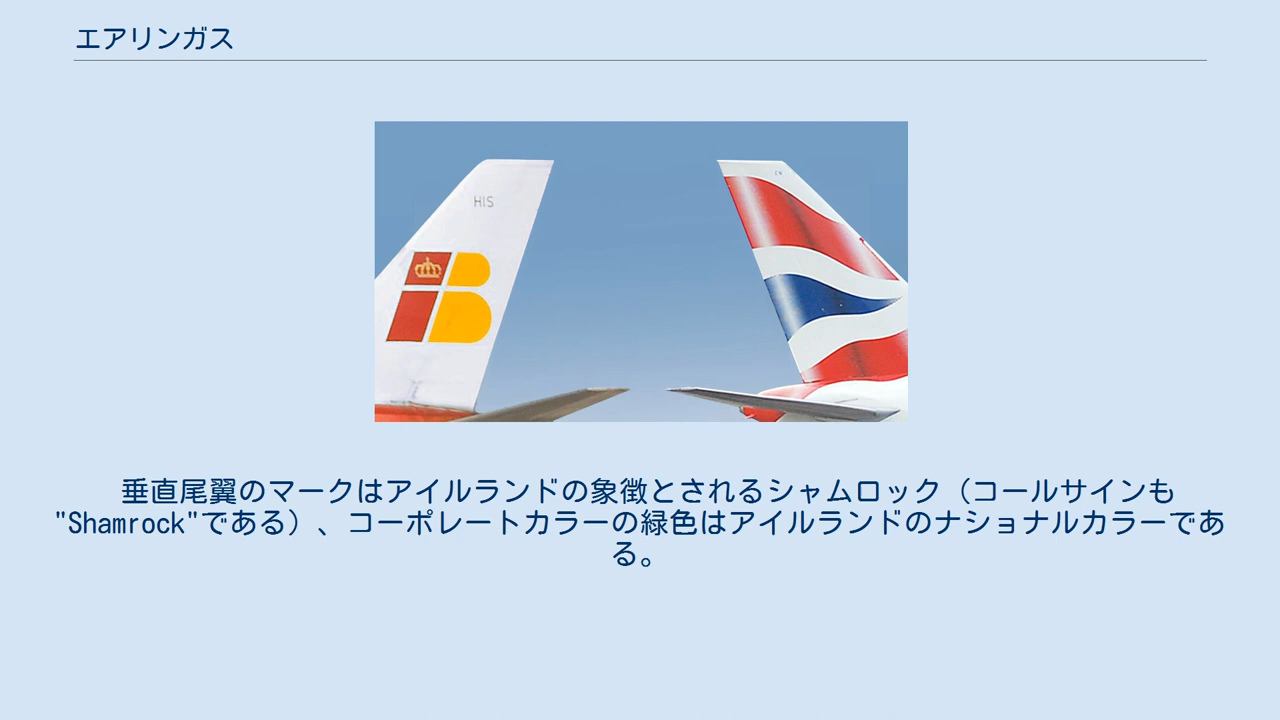 エアリンガス
HIS
垂直尾翼のマークはアイルランドの象徴とされるシャムロック（コールサインも
"Shamrock"である）、コーポレートカラーの緑色はアイルランドのナショナルカラーであ
る。